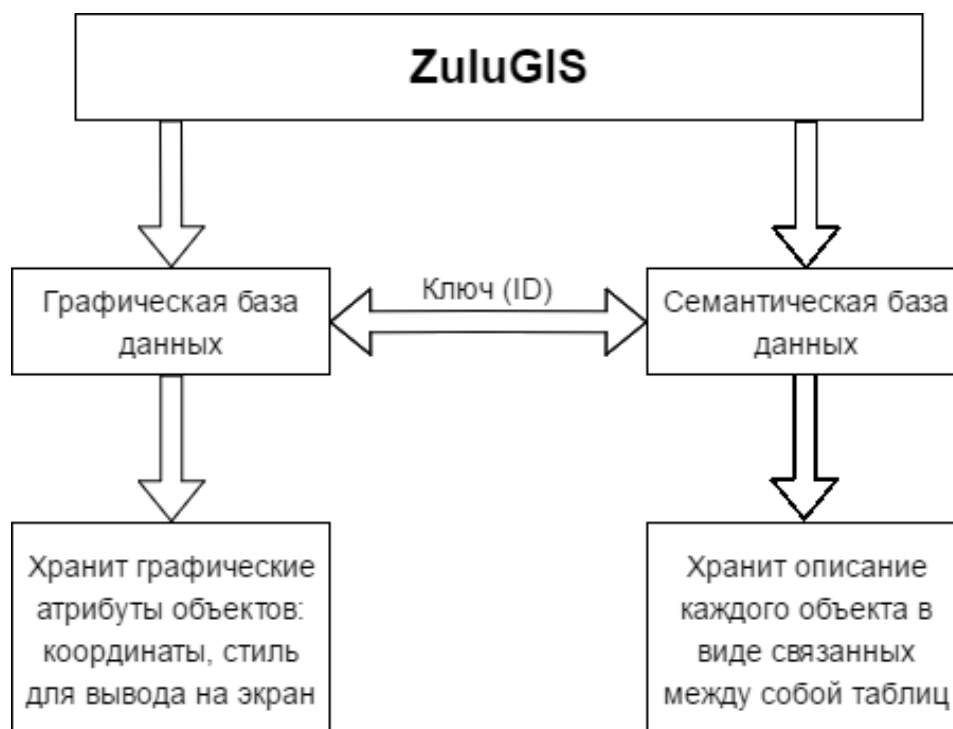 ZuluGIS
Графическая база
данных
Ключ (ID)
Семантическая база
данных
Хранит графические
атрибуты объектов:
координаты, стиль
для вывода на экран
Хранит описание
каждого объекта в
виде связанных
между собой таблиц